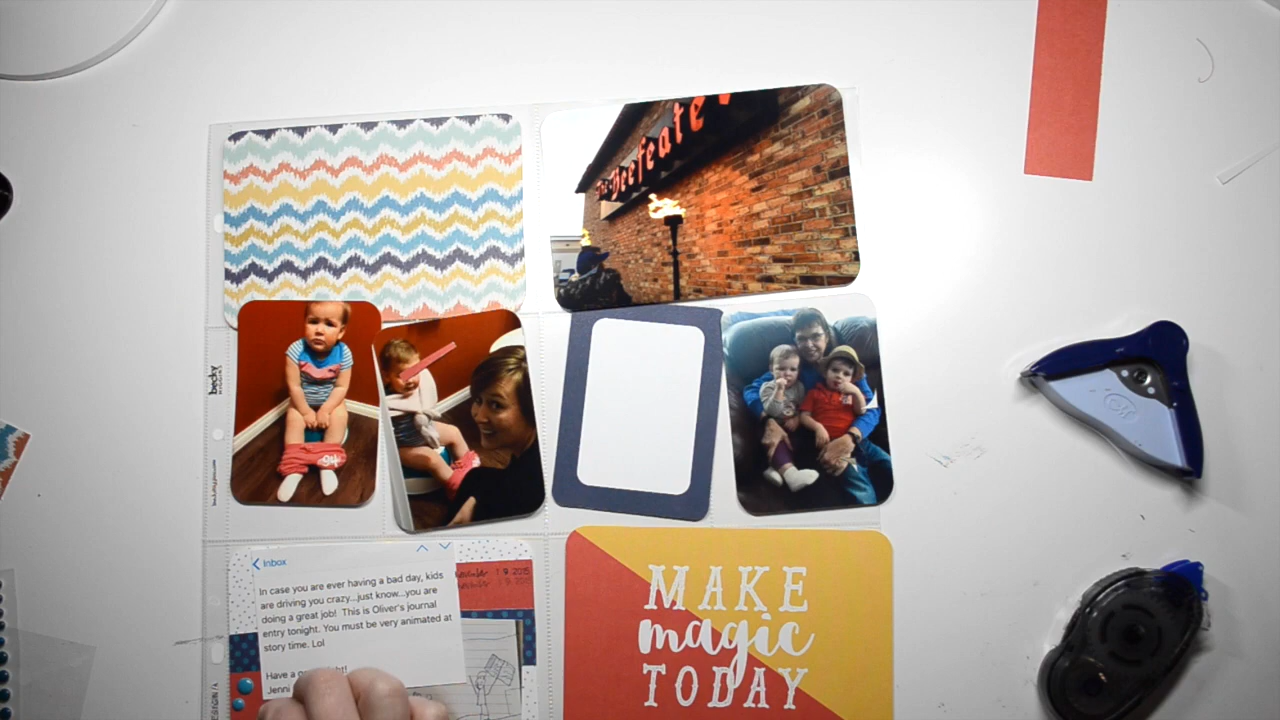 The Beefeater
becky
Inbox
In case you are ever having a bad day, kids
are driving you crazy...just know...you are
doing a great job! This is Oliver's journal
entry tonight. You must be very animated at
story time. Lol
Have a
Jenni
MAKE
magic
TODAY